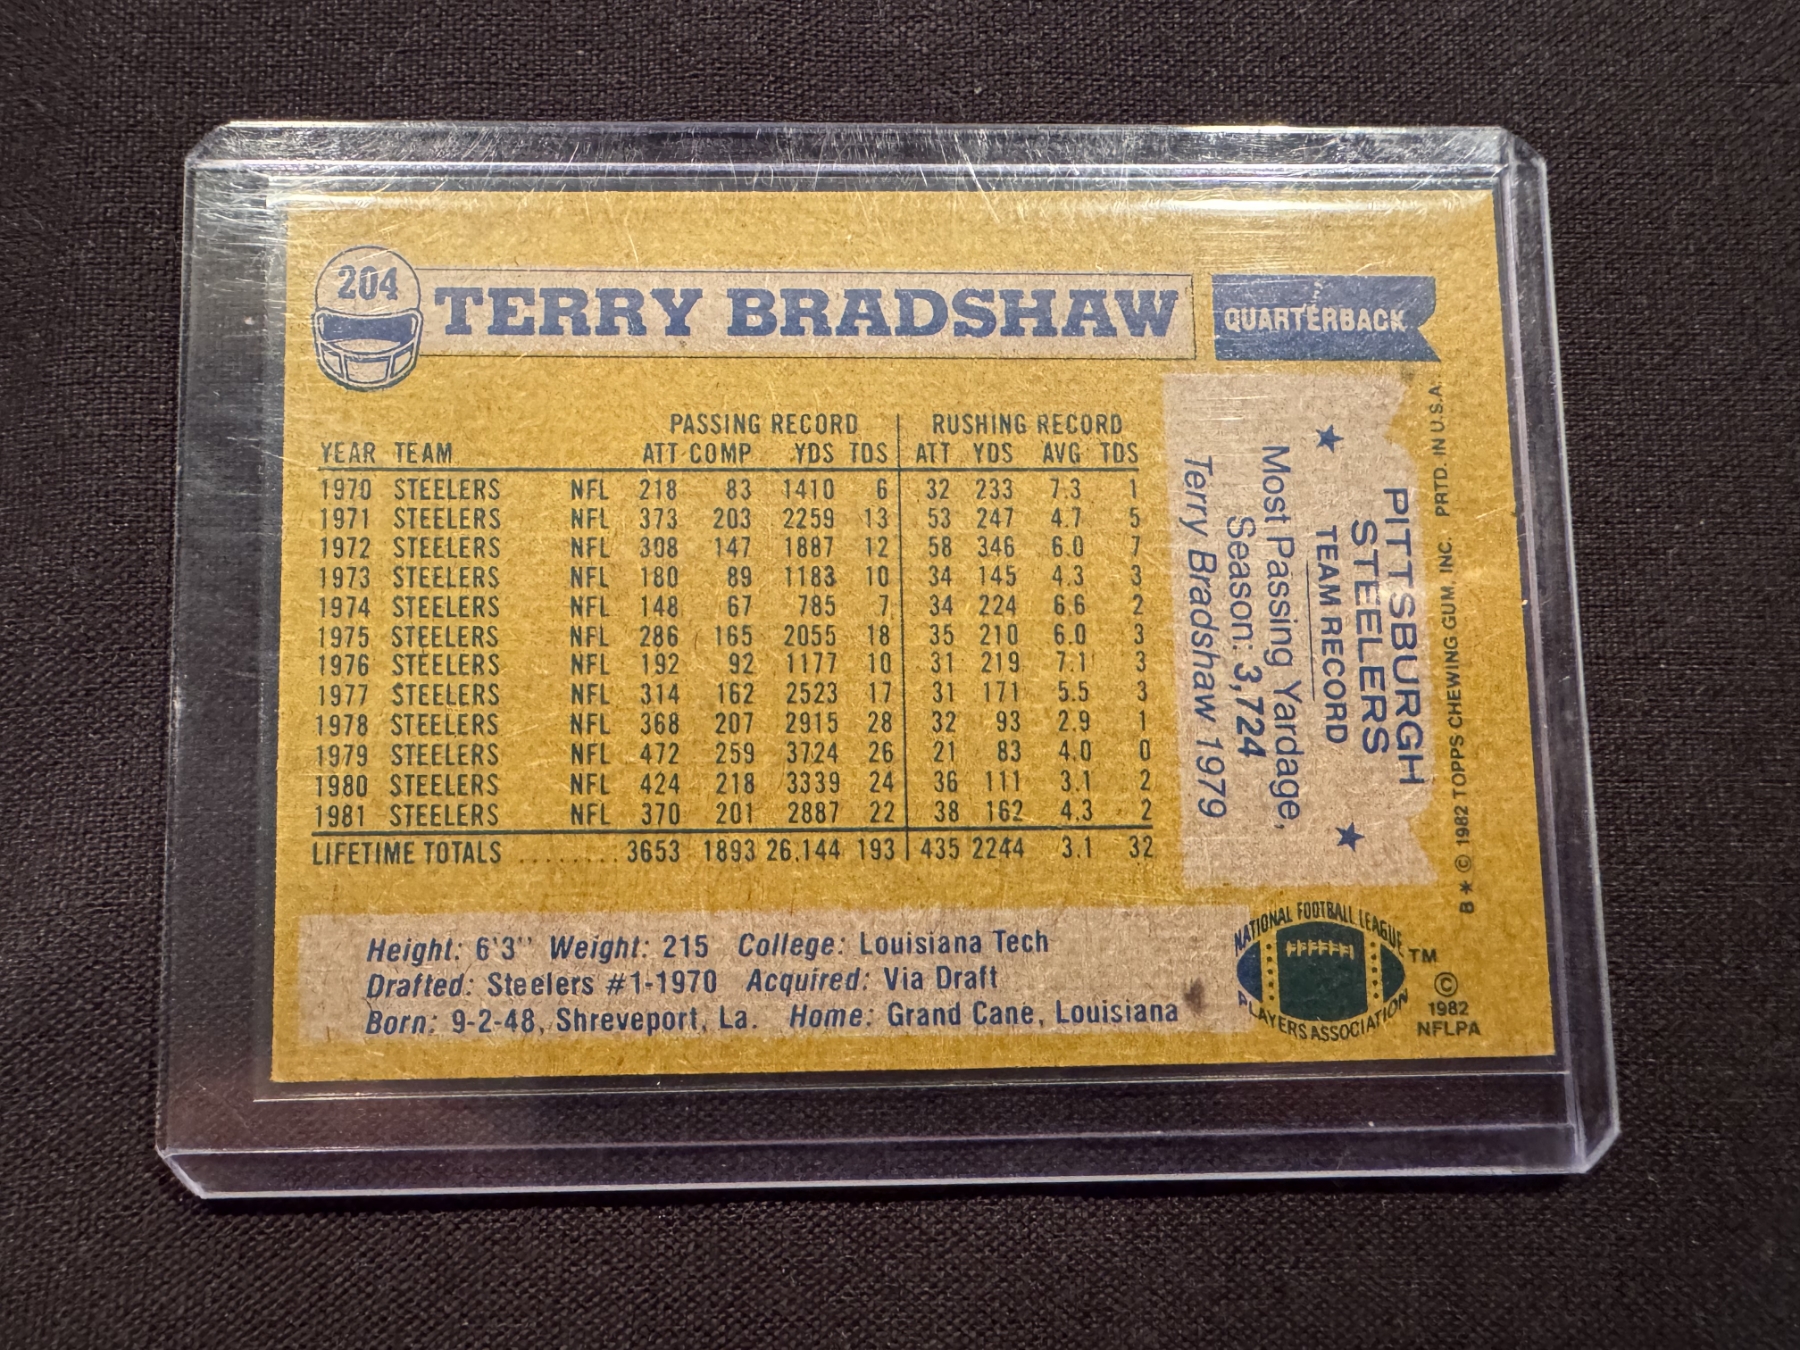 204
TERRY BRADSHAW
QUARTERBACK
PASSING RECORD RUSHING RECORD
YEAR TEAM ATT COMP YDS TDS ATT YDS AVG TDS
1970 STEELERS NFL 218 83 1410 6 32 233 7.3 1
1971 STEELERS NFL 373 203 2259 13 53 247 4.7 5
1972 STEELERS NFL 308 147 1887 12 58 346 6.0 7
1973 STEELERS NFL 180 89 1183 10 34 145 4.3 3
1974 STEELERS NFL 148 67 785 7 34 224 6.6 2
1975 STEELERS NFL 286 165 2055 18 35 210 6.0 3
1976 STEELERS NFL 192 92 1177 10 31 219 7.1 3
1977 STEELERS NFL 314 162 2523 17 31 171 5.5 3
1978 STEELERS NFL 368 207 2915 28 32 93 2.9 1
1979 STEELERS NFL 472 259 3724 26 21 83 4.0 0
1980 STEELERS NFL 424 218 3339 24 36 111 3.1 2
1981 STEELERS NFL 370 201 2887 22 38 162 4.3 2
LIFETIME TOTALS ........ 3653 1893 26,144 193 435 2244 3.1 32
PITTSBURGH
STEELERS
★ TEAM RECORD ★
Most Passing Yardage,
Season: 3,724
Terry Bradshaw 1979
B * © 1982 TOPPS CHEWING GUM, INC. PRTD. IN U.S.A.
Height: 6'3" Weight: 215 College: Louisiana Tech
Drafted: Steelers #1-1970 Acquired: Via Draft
Born: 9-2-48, Shreveport, La. Home: Grand Cane, Louisiana
NATIONAL FOOTBALL LEAGUE
PLAYERS ASSOCIATION
TM
©
1982
NFLPA